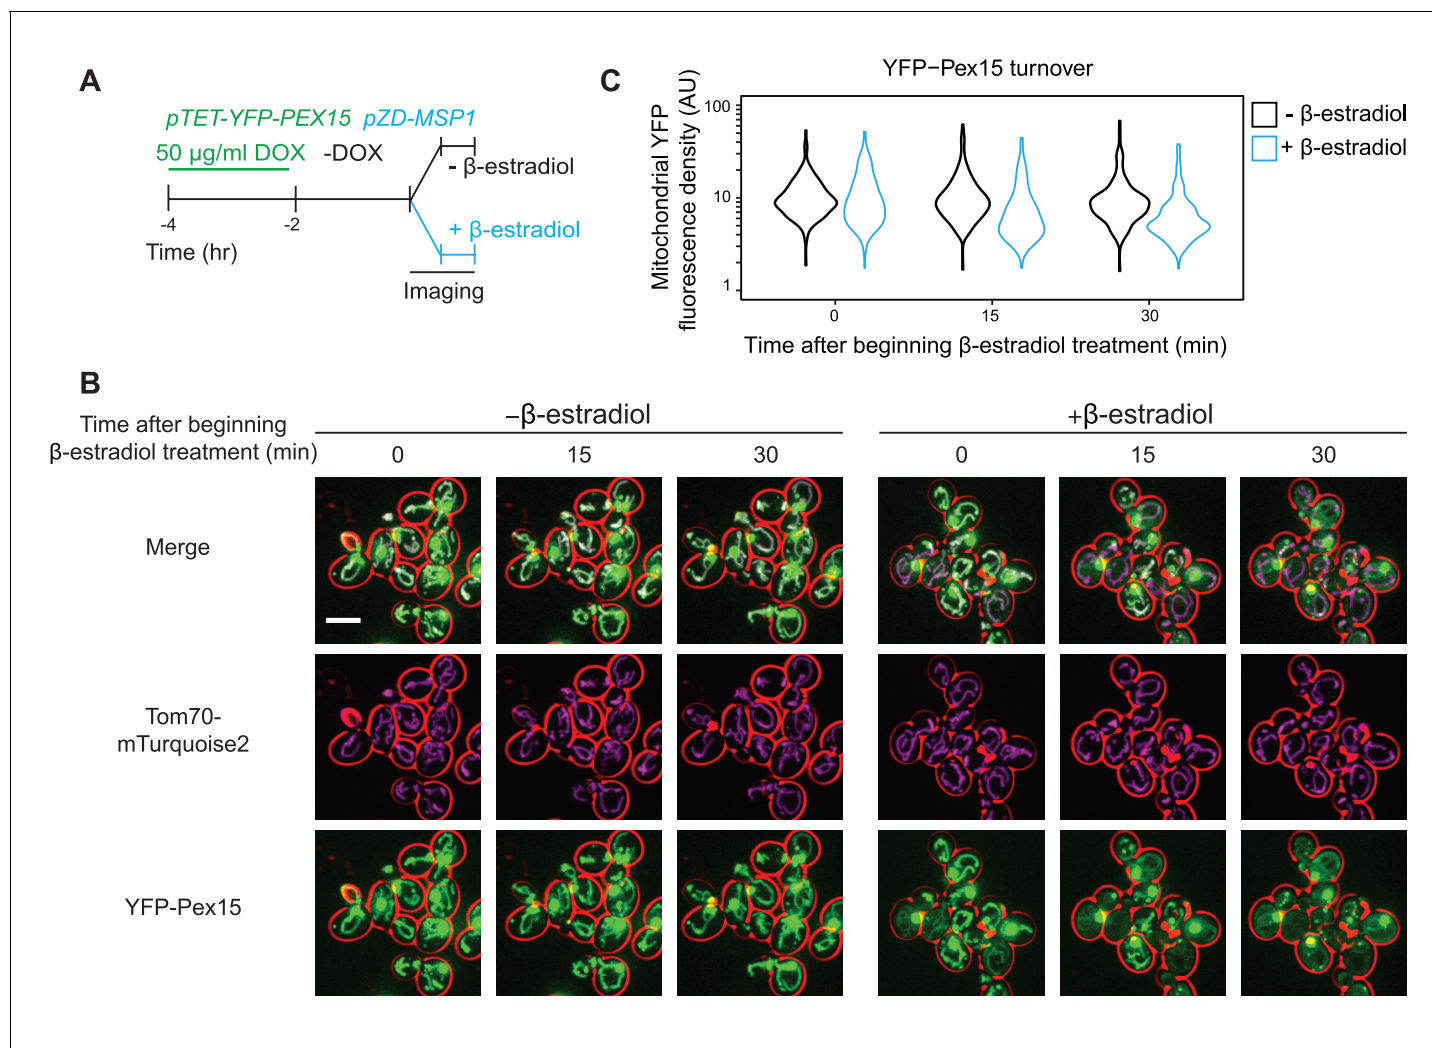 A
pTET-YFP-PEX15 pZD-MSP1
50 µg/ml DOX -DOX
- β-estradiol
+ β-estradiol
-4 -2
Time (hr)
Imaging
C
YFP−Pex15 turnover
Mitochondrial YFP
fluorescence density (AU)
100
10
1
0 15 30
Time after beginning β-estradiol treatment (min)
- β-estradiol
+ β-estradiol
B
Time after beginning
β-estradiol treatment (min)
−β-estradiol +β-estradiol
0 15 30 0 15 30
Merge
Tom70-
mTurquoise2
YFP-Pex15